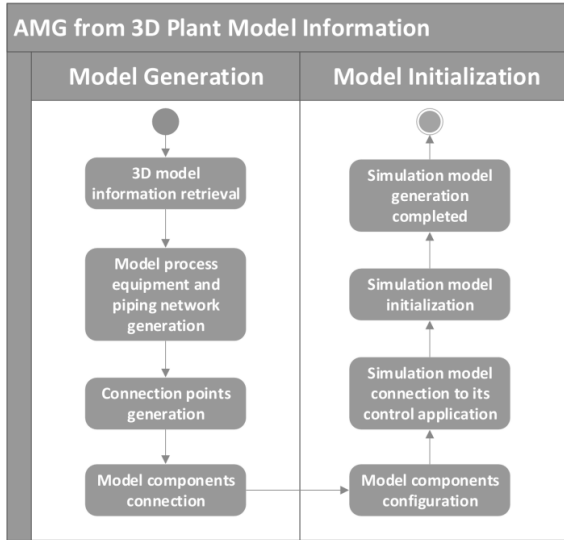 AMG from 3D Plant Model Information
Model Generation
Model Initialization
3D model
information retrieval
Model process
equipment and
piping network
generation
Connection points
generation
Model components
connection
Model components
configuration
Simulation model
connection to its
control application
Simulation model
initialization
Simulation model
generation
completed